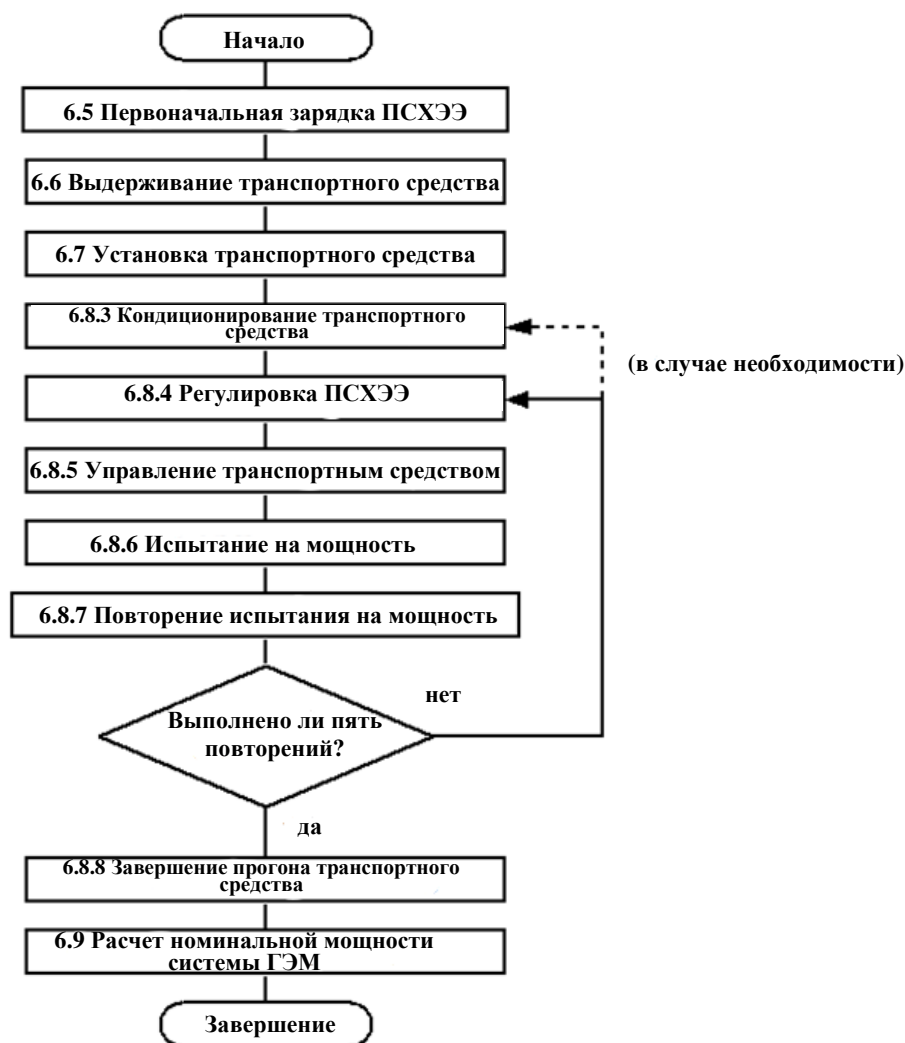 Начало
6.5 Первоначальная зарядка ПСХЭЭ
6.6 Выдерживание транспортного средства
6.7 Установка транспортного средства
6.8.3 Кондиционирование транспортного
средства
(в случае необходимости)
6.8.4 Регулировка ПСХЭЭ
6.8.5 Управление транспортным средством
6.8.6 Испытание на мощность
6.8.7 Повторение испытания на мощность
нет
Выполнено ли пять
повторений?
да
6.8.8 Завершение прогона транспортного
средства
6.9 Расчет номинальной мощности
системы ГЭМ
Завершение